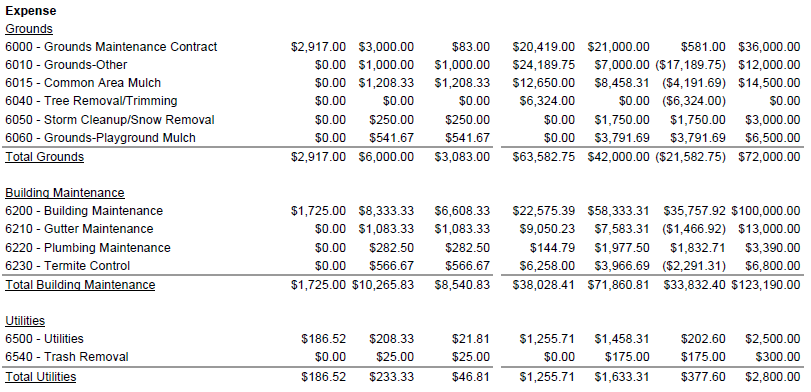 Expense
Grounds
6000 - Grounds Maintenance Contract $2,917.00 $3,000.00 $83.00 $20,419.00 $21,000.00 $581.00 $36,000.00
6010 - Grounds-Other $0.00 $1,000.00 $1,000.00 $24,189.75 $7,000.00 ($17,189.75) $12,000.00
6015 - Common Area Mulch $0.00 $1,208.33 $1,208.33 $12,650.00 $8,458.31 ($4,191.69) $14,500.00
6040 - Tree Removal/Trimming $0.00 $0.00 $0.00 $6,324.00 $0.00 ($6,324.00) $0.00
6050 - Storm Cleanup/Snow Removal $0.00 $250.00 $250.00 $0.00 $1,750.00 $1,750.00 $3,000.00
6060 - Grounds-Playground Mulch $0.00 $541.67 $541.67 $0.00 $3,791.69 $3,791.69 $6,500.00
Total Grounds $2,917.00 $6,000.00 $3,083.00 $63,582.75 $42,000.00 ($21,582.75) $72,000.00
Building Maintenance
6200 - Building Maintenance $1,725.00 $8,333.33 $6,608.33 $22,575.39 $58,333.31 $35,757.92 $100,000.00
6210 - Gutter Maintenance $0.00 $1,083.33 $1,083.33 $9,050.23 $7,583.31 ($1,466.92) $13,000.00
6220 - Plumbing Maintenance $0.00 $282.50 $282.50 $144.79 $1,977.50 $1,832.71 $3,390.00
6230 - Termite Control $0.00 $566.67 $566.67 $6,258.00 $3,966.69 ($2,291.31) $6,800.00
Total Building Maintenance $1,725.00 $10,265.83 $8,540.83 $38,028.41 $71,860.81 $33,832.40 $123,190.00
Utilities
6500 - Utilities $186.52 $208.33 $21.81 $1,255.71 $1,458.31 $202.60 $2,500.00
6540 - Trash Removal $0.00 $25.00 $25.00 $0.00 $175.00 $175.00 $300.00
Total Utilities $186.52 $233.33 $46.81 $1,255.71 $1,633.31 $377.60 $2,800.00